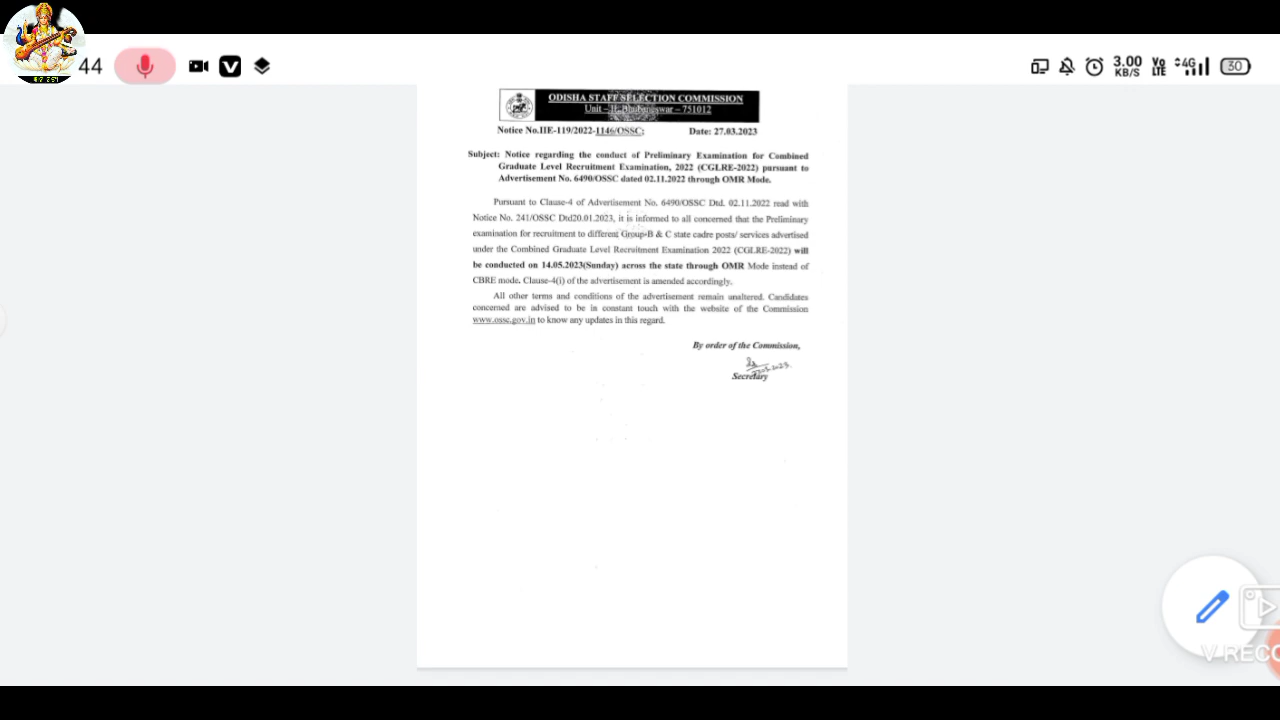 44
3.00
KB/S
Vo
LTE
4G
30
ODISHA STAFF SELECTION COMMISSION
Unit – II, Bhubaneswar – 751012
Notice No.IIE-119/2022-1146/OSSC; Date: 27.03.2023
Subject: Notice regarding the conduct of Preliminary Examination for Combined
Graduate Level Recruitment Examination, 2022 (CGLRE-2022) pursuant to
Advertisement No. 6490/OSSC dated 02.11.2022 through OMR Mode.
Pursuant to Clause-4 of Advertisement No. 6490/OSSC Dtd. 02.11.2022 read with
Notice No. 241/OSSC Dtd20.01.2023, it is informed to all concerned that the Preliminary
examination for recruitment to different Group-B & C state cadre posts/ services advertised
under the Combined Graduate Level Recruitment Examination 2022 (CGLRE-2022) will
be conducted on 14.05.2023(Sunday) across the state through OMR Mode instead of
CBRE mode. Clause-4(i) of the advertisement is amended accordingly.
All other terms and conditions of the advertisement remain unaltered. Candidates
concerned are advised to be in constant touch with the website of the Commission
www.ossc.gov.in to know any updates in this regard.
By order of the Commission,
Secretary
V RECO